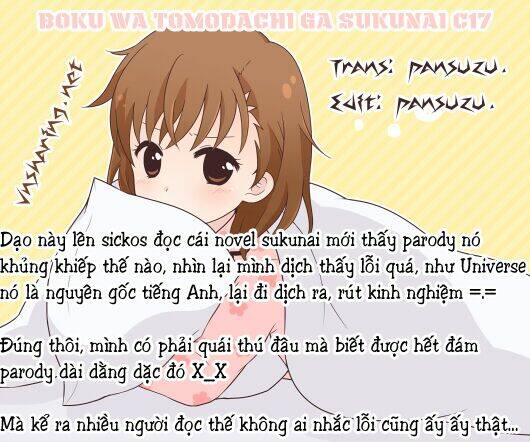 BOKU WA TOMODACHI GA SUKUNAI C17
Trans: pansuzu.
Edit: pansuzu.
vnsharing.net
Dạo này lên sickos đọc cái novel sukunai mới thấy parody nó
khủng khiếp thế nào, nhìn lại mình dịch thấy lỗi quá, như Universe
nó là nguyên gốc tiếng Anh, lại đi dịch ra, rút kinh nghiệm =.=
Đúng thôi, mình có phải quái thú đâu mà biết được hết đám
parody dài dằng dặc đó X_X
Mà kể ra nhiều người đọc thế không ai nhắc lỗi cũng ấy ấy thật...